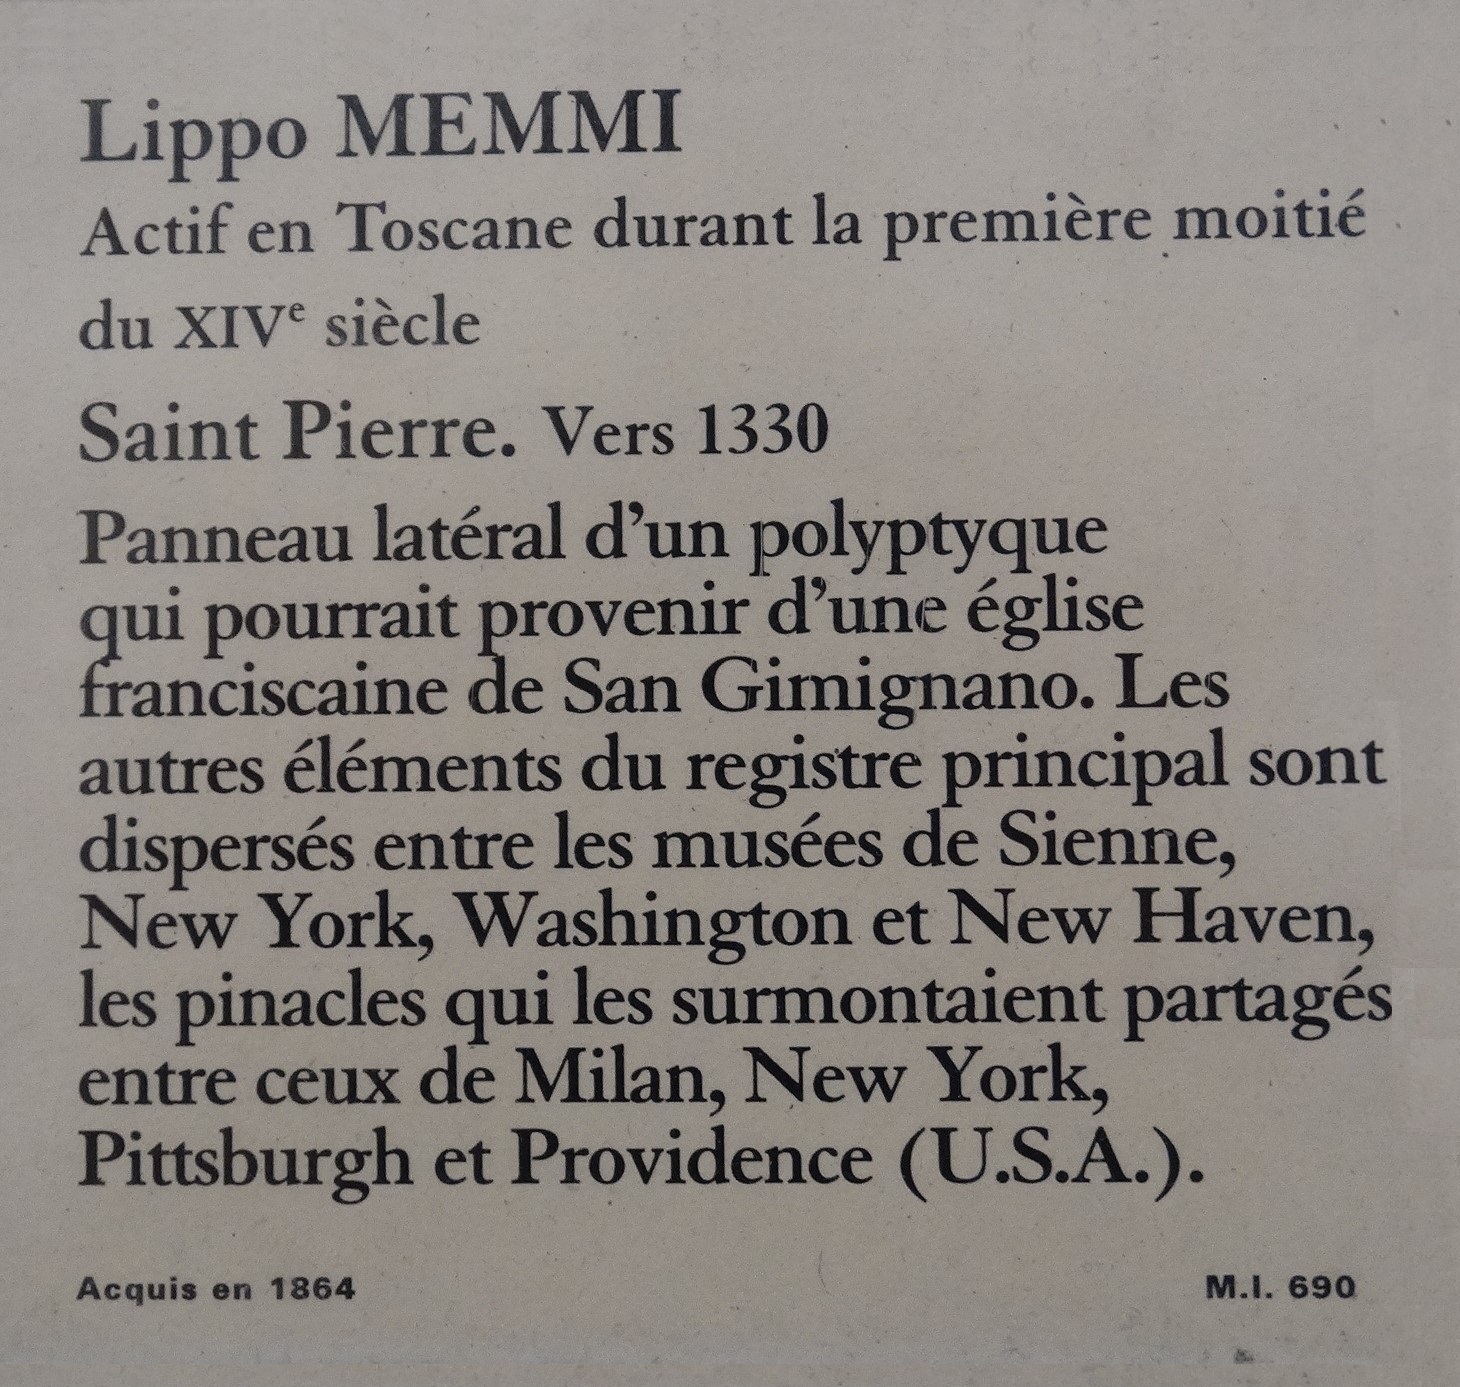 Lippo MEMMI
Actif en Toscane durant la première moitié
du XIVe siècle
Saint Pierre. Vers 1330
Panneau latéral d'un polyptyque
qui pourrait provenir d'une église
franciscaine de San Gimignano. Les
autres éléments du registre principal sont
dispersés entre les musées de Sienne,
New York, Washington et New Haven,
les pinacles qui les surmontaient partagés
entre ceux de Milan, New York,
Pittsburgh et Providence (U.S.A.).
Acquis en 1864 M.I. 690